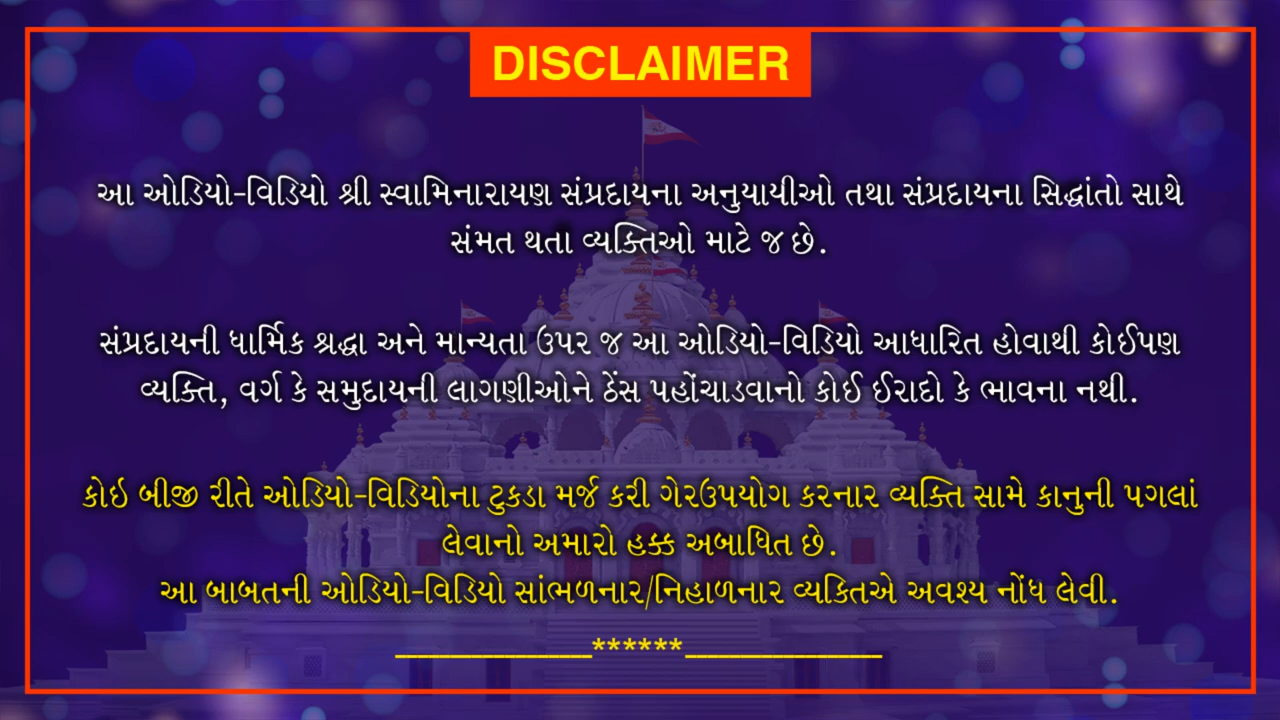 DISCLAIMER
આ ઓડિયો-વિડિયો શ્રી સ્વામિનારાયણ સંપ્રદાયના અનુયાયીઓ તથા સંપ્રદાયના સિદ્ધાંતો સાથે
સંમત થતા વ્યક્તિઓ માટે જ છે.
સંપ્રદાયની ધાર્મિક શ્રદ્ધા અને માન્યતા ઉપર જ આ ઓડિયો-વિડિયો આધારિત હોવાથી કોઈપણ
વ્યક્તિ, વર્ગ કે સમુદાયની લાગણીઓને ઠેંસ પહોંચાડવાનો કોઈ ઈરાદો કે ભાવના નથી.
કોઇ બીજી રીતે ઓડિયો-વિડિયોના ટુકડા મર્જ કરી ગેરઉપયોગ કરનાર વ્યક્તિ સામે કાનુની પગલાં
લેવાનો અમારો હક્ક અબાધિત છે.
આ બાબતની ઓડિયો-વિડિયો સાંભળનાર/નિહાળનાર વ્યકિતએ અવશ્ય નોંધ લેવી.
_______________******_______________